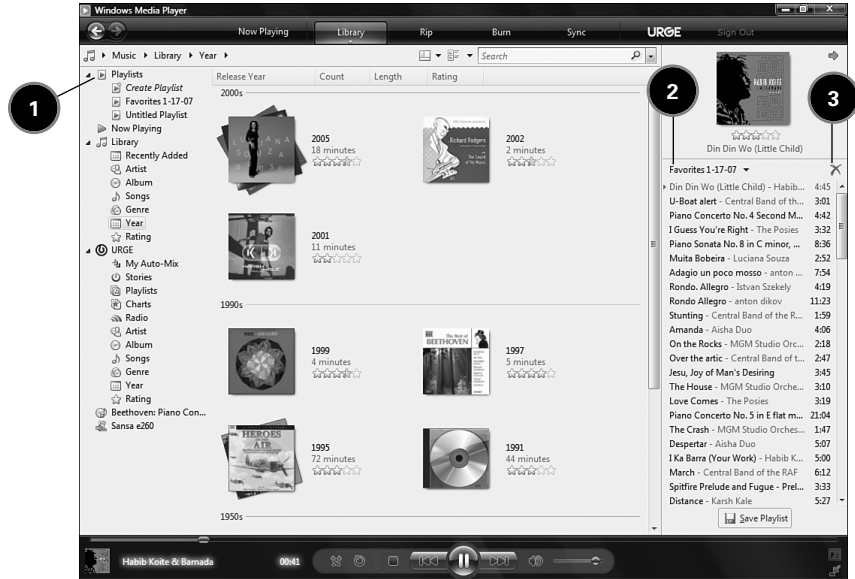 Windows Media Player
Now Playing
Library
Rip
Burn
Sync
URGE
Sign Out
Music ▸ Library ▸ Year ▸
Search
1
Playlists
Create Playlist
Favorites 1-17-07
Untitled Playlist
Now Playing
Library
Recently Added
Artist
Album
Songs
Genre
Year
Rating
URGE
My Auto-Mix
Stories
Playlists
Charts
Radio
Artist
Album
Songs
Genre
Year
Rating
Beethoven: Piano Con...
Sansa e260
Release Year Count Length Rating
2000s
LUCIANA
SOUZA
2005
18 minutes
Richard Rodgers
2002
2 minutes
2001
11 minutes
1990s
1999
4 minutes
The Best of
BEETHOVEN
1997
5 minutes
HEROES
AIR
1995
72 minutes
1991
44 minutes
1950s
2
3
HABIB KOITE
Din Din Wo (Little Child)
Favorites 1-17-07
Din Din Wo (Little Child) - Habib... 4:45
U-Boat alert - Central Band of th... 3:01
Piano Concerto No. 4 Second M... 4:42
I Guess You're Right - The Posies 3:32
Piano Sonata No. 8 in C minor, ... 8:36
Muita Bobeira - Luciana Souza 2:52
Adagio un poco mosso - anton ... 7:54
Rondo. Allegro - Istvan Szekely 4:19
Rondo Allegro - anton dikov 11:23
Stunting - Central Band of the R... 1:59
Amanda - Aisha Duo 4:06
On the Rocks - MGM Studio Orc... 2:18
Over the artic - Central Band of t... 2:47
Jesu, Joy of Man's Desiring 3:45
The House - MGM Studio Orche... 3:10
Love Comes - The Posies 3:19
Piano Concerto No. 5 in E flat m... 21:04
The Crash - MGM Studio Orches... 1:47
Despertar - Aisha Duo 5:07
I Ka Barra (Your Work) - Habib K... 5:00
March - Central Band of the RAF 6:12
Spitfire Prelude and Fugue - Prel... 3:33
Distance - Karsh Kale 5:27
Save Playlist
Habib Koite & Bamada
00:41